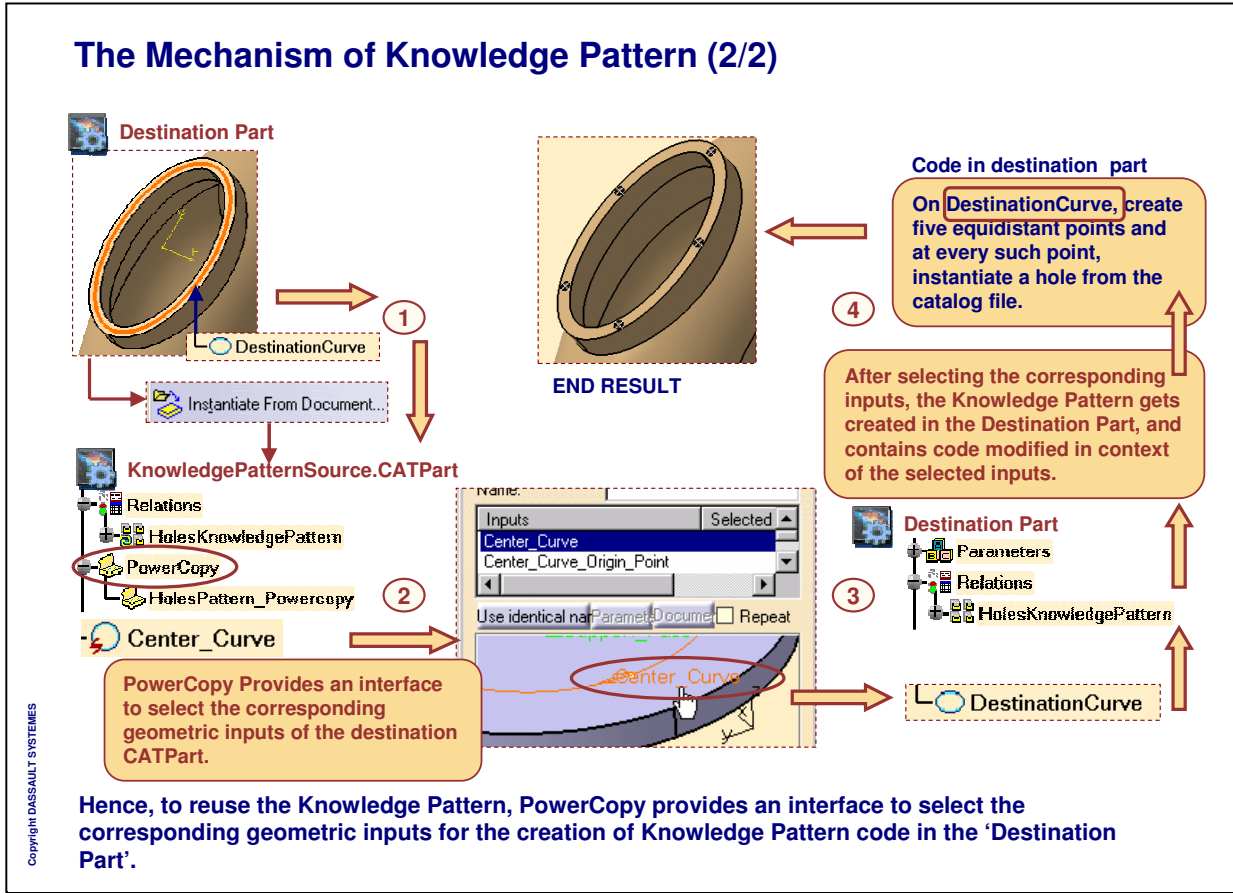 The Mechanism of Knowledge Pattern (2/2)
Destination Part
DestinationCurve
Instantiate From Document...
1
END RESULT
Code in destination part
On DestinationCurve, create
five equidistant points and
at every such point,
instantiate a hole from the
catalog file.
4
After selecting the corresponding
inputs, the Knowledge Pattern gets
created in the Destination Part, and
contains code modified in context
of the selected inputs.
KnowledgePatternSource.CATPart
Relations
HolesKnowledgePattern
PowerCopy
HolesPattern_Powercopy
Center_Curve
2
PowerCopy Provides an interface
to select the corresponding
geometric inputs of the destination
CATPart.
Name:
Inputs Selected
Center_Curve
Center_Curve_Origin_Point
Use identical nar Paramet Docume Repeat
Center_Curve
x
y
3
Destination Part
Parameters
Relations
HolesKnowledgePattern
DestinationCurve
Hence, to reuse the Knowledge Pattern, PowerCopy provides an interface to select the
corresponding geometric inputs for the creation of Knowledge Pattern code in the ‘Destination
Part’.
Copyright DASSAULT SYSTEMES